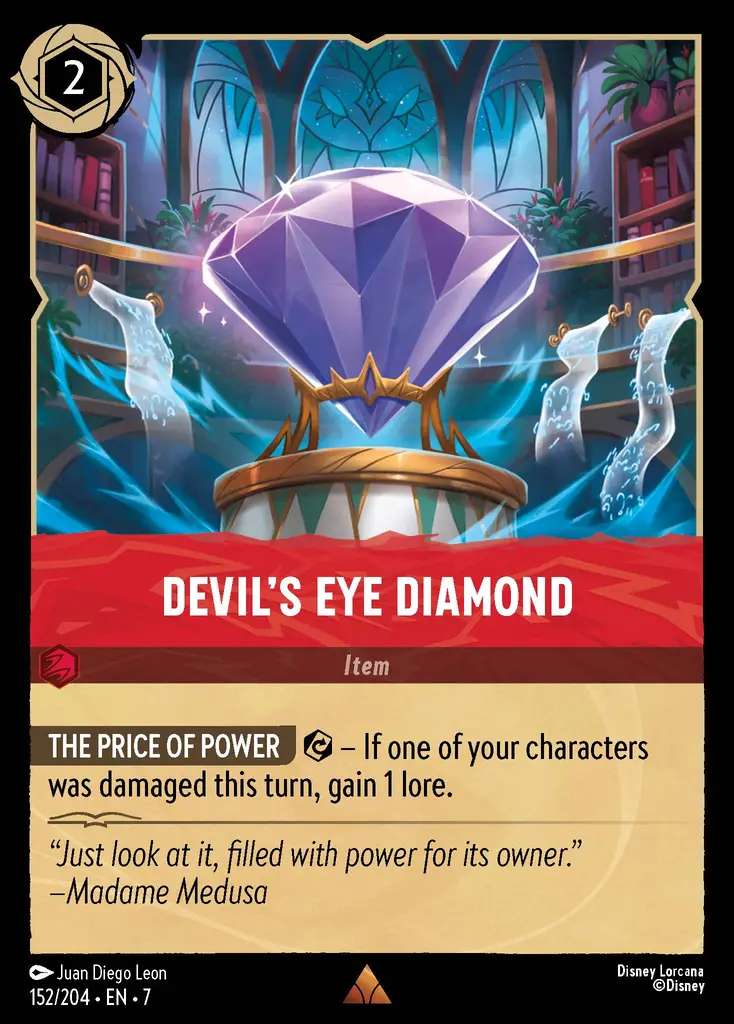 2
DEVIL'S EYE DIAMOND
Item
THE PRICE OF POWER – If one of your characters
was damaged this turn, gain 1 lore.
“Just look at it, filled with power for its owner.”
–Madame Medusa
Juan Diego Leon
152/204 • EN • 7
Disney Lorcana
©Disney